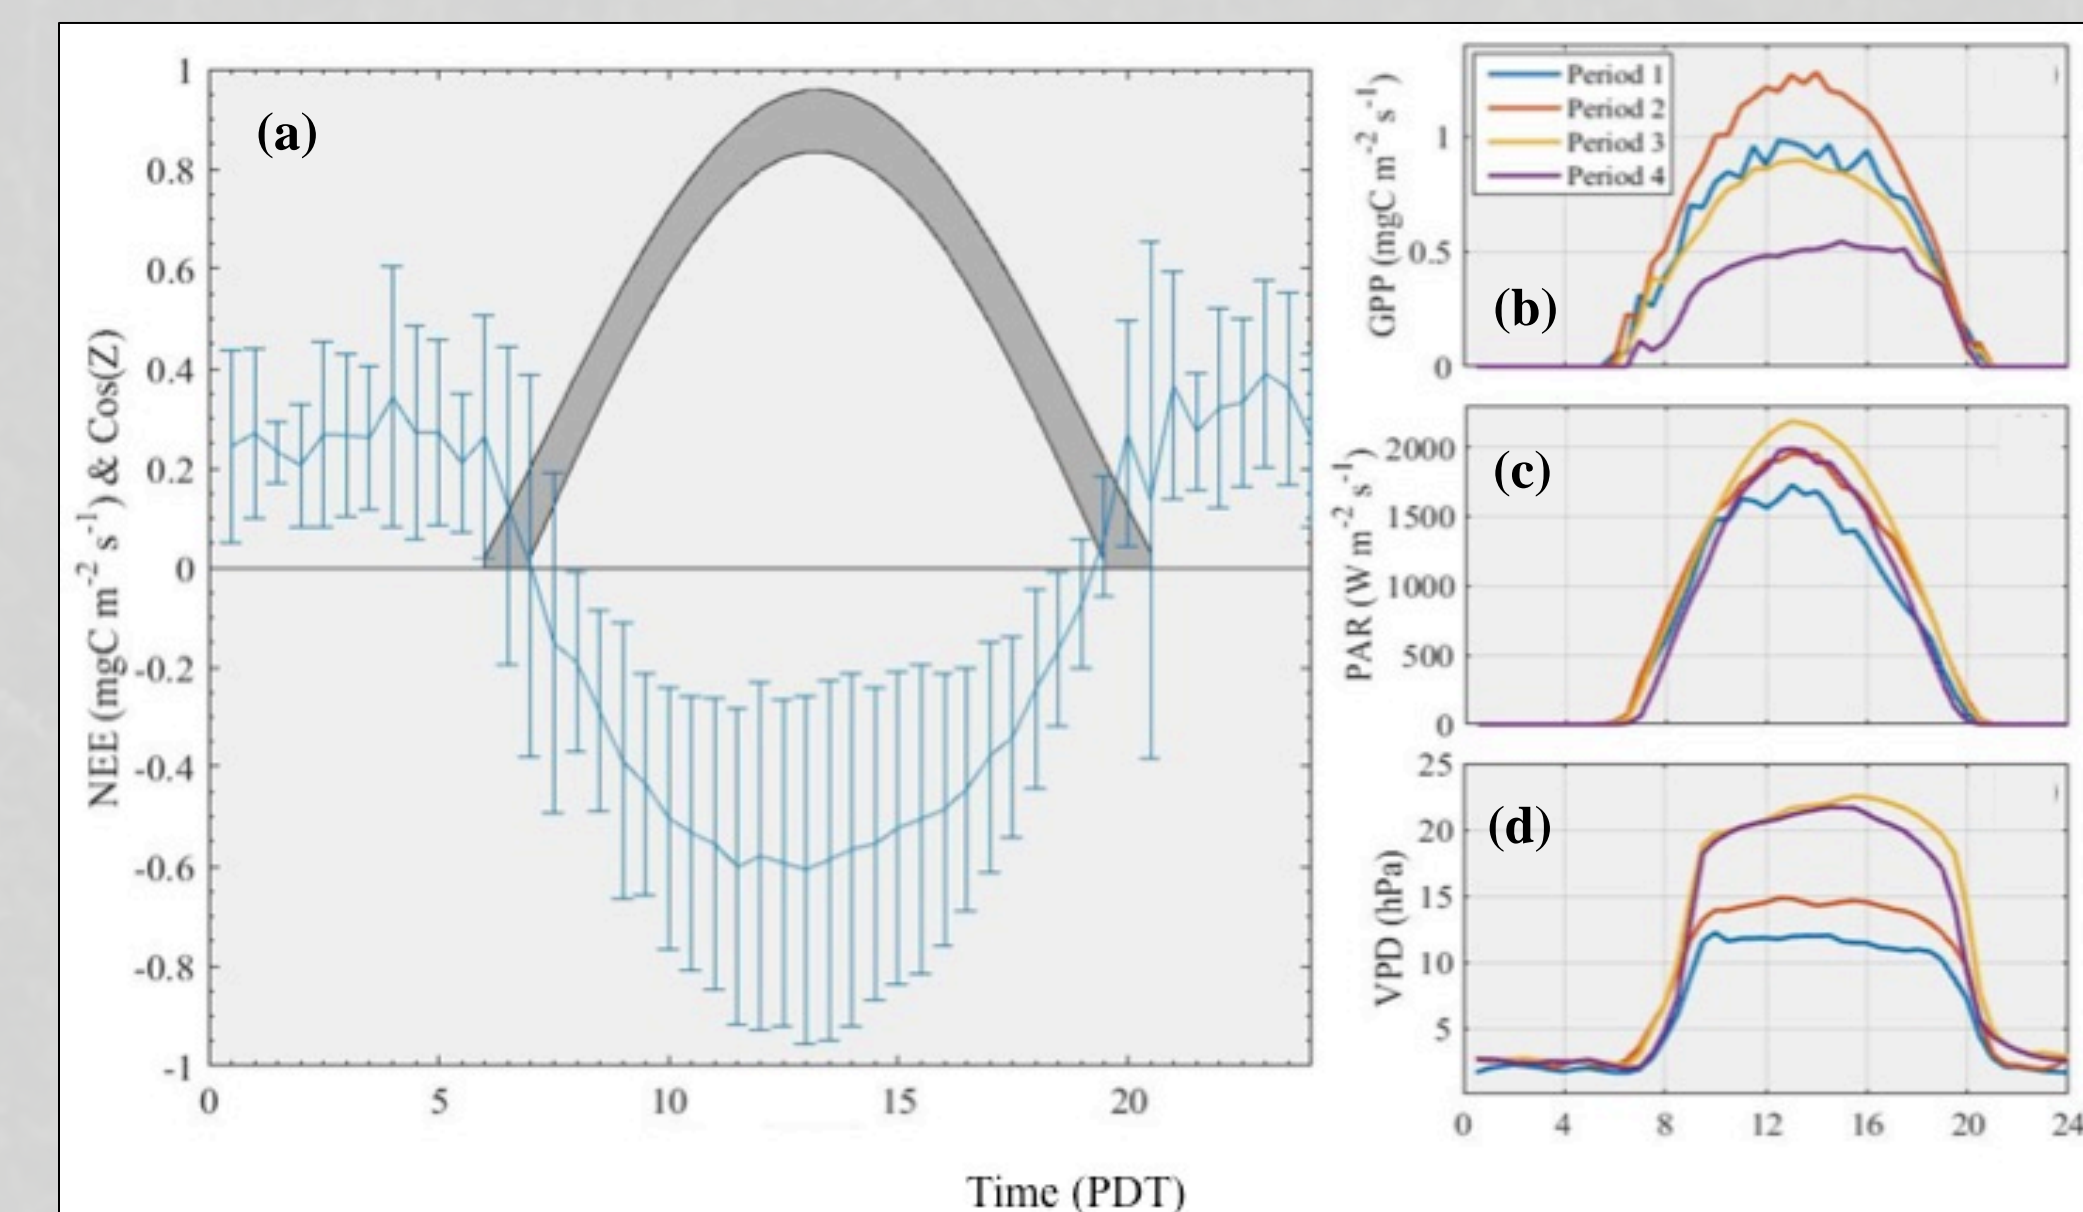 (a)
NEE (mgC m-2 s-1) & Cos(Z)
1
0.8
0.6
0.4
0.2
0
-0.2
-0.4
-0.6
-0.8
-1
0 5 10 15 20
Time (PDT)
Period 1
Period 2
Period 3
Period 4
(b)
GPP (mgC m-2 s-1)
1
0.5
0
(c)
PAR (W m-2 s-1)
2000
1500
1000
500
0
(d)
VPD (hPa)
25
20
15
10
5
0 4 8 12 16 20 24